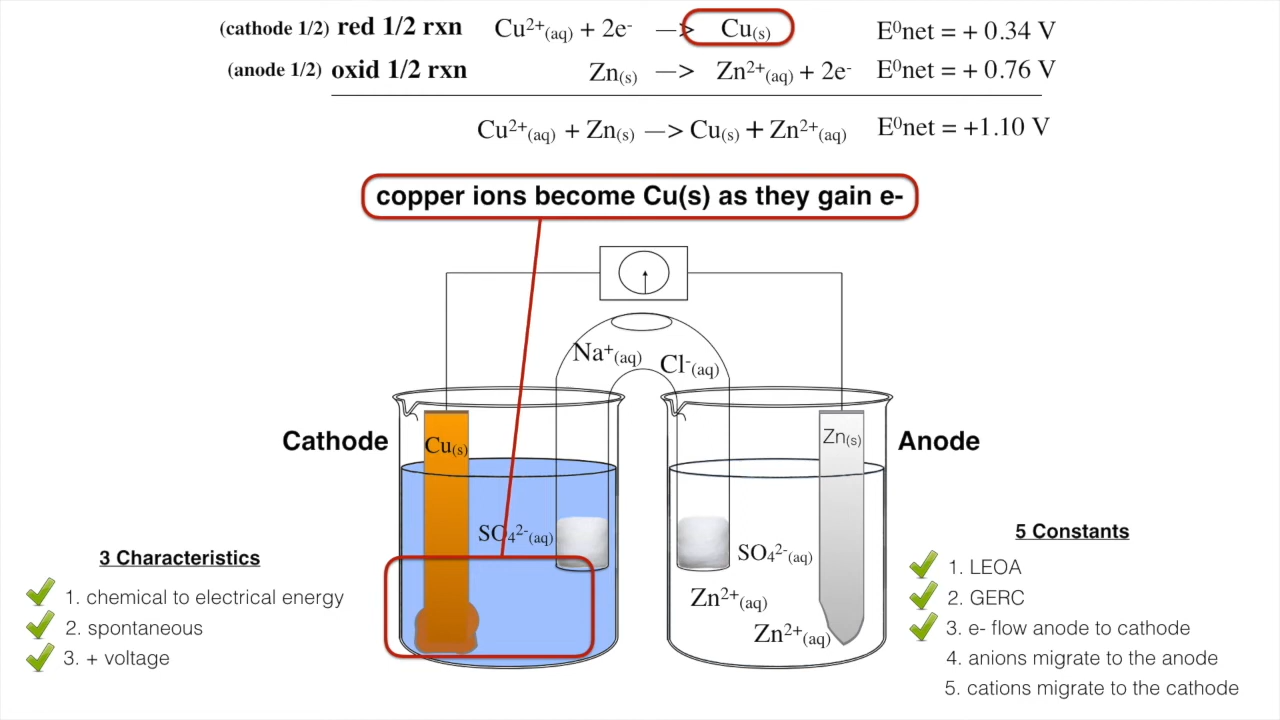 (cathode 1/2) red 1/2 rxn Cu²⁺(aq) + 2e⁻ —> Cu(s) E⁰net = + 0.34 V
(anode 1/2) oxid 1/2 rxn Zn(s) —> Zn²⁺(aq) + 2e⁻ E⁰net = + 0.76 V
Cu²⁺(aq) + Zn(s) —> Cu(s) + Zn²⁺(aq) E⁰net = +1.10 V
copper ions become Cu(s) as they gain e-
Na⁺(aq) Cl⁻(aq)
Cathode
Cu(s)
Zn(s)
Anode
SO₄²⁻(aq)
SO₄²⁻(aq)
Zn²⁺(aq)
Zn²⁺(aq)
3 Characteristics
1. chemical to electrical energy
2. spontaneous
3. + voltage
5 Constants
1. LEOA
2. GERC
3. e- flow anode to cathode
4. anions migrate to the anode
5. cations migrate to the cathode